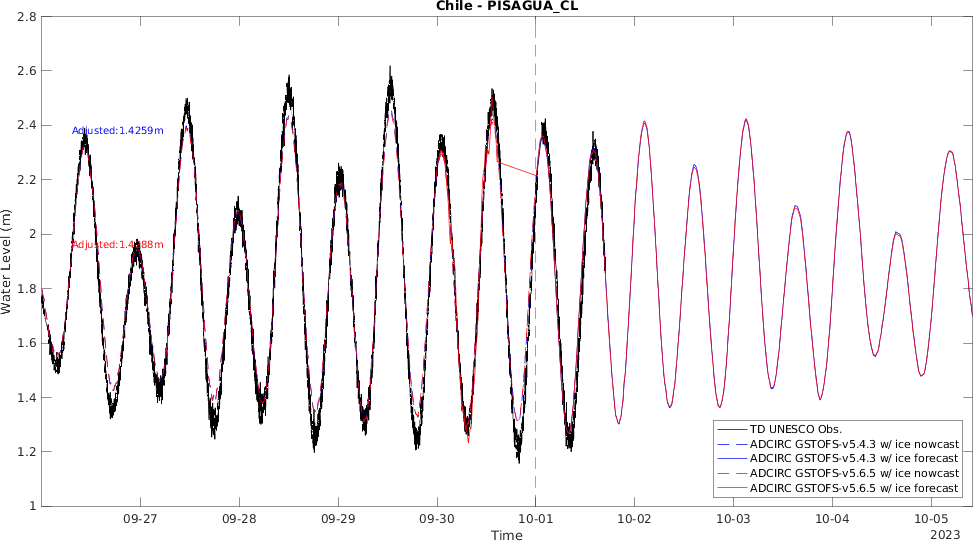 Chile - PISAGUA_CL
2.8
2.6
2.4
2.2
2
1.8
1.6
1.4
1.2
1
Water Level (m)
Adjusted:1.4259m
TD UNESCO Obs.
ADCIRC GSTOFS-v5.4.3 w/ ice nowcast
ADCIRC GSTOFS-v5.4.3 w/ ice forecast
ADCIRC GSTOFS-v5.6.5 w/ ice nowcast
ADCIRC GSTOFS-v5.6.5 w/ ice forecast
09-27 09-28 09-29 09-30 10-01 10-02 10-03 10-04 10-05
Time
2023